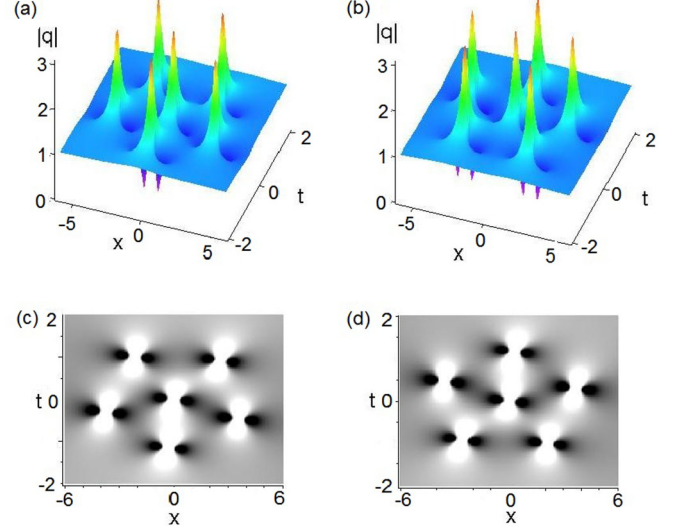 (a) (b)
|q| |q|
3 3
2 2
1 2 1 2
0 0 t 0 0 t
-5 -5
x 0 x 0
5 -2 5 -2
(c) 2 (d) 2
t 0 t 0
-2 -2
-6 0 6 -6 0 6
x x